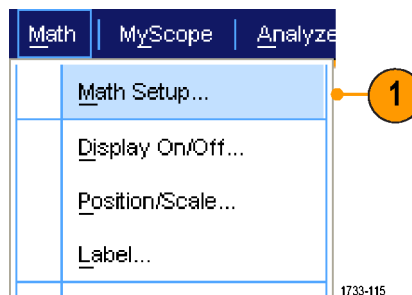 Math | MyScope | Analyze
Math Setup...
1
Display On/Off...
Position/Scale...
Label...
1733-115